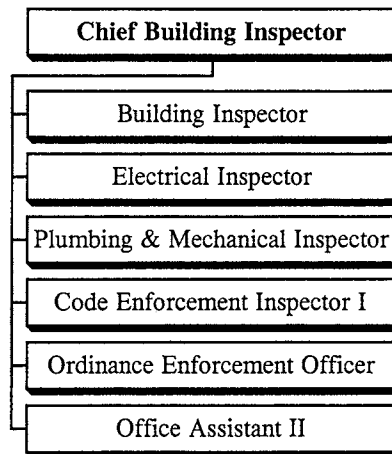 Chief Building Inspector
Building Inspector
Electrical Inspector
Plumbing & Mechanical Inspector
Code Enforcement Inspector I
Ordinance Enforcement Officer
Office Assistant II